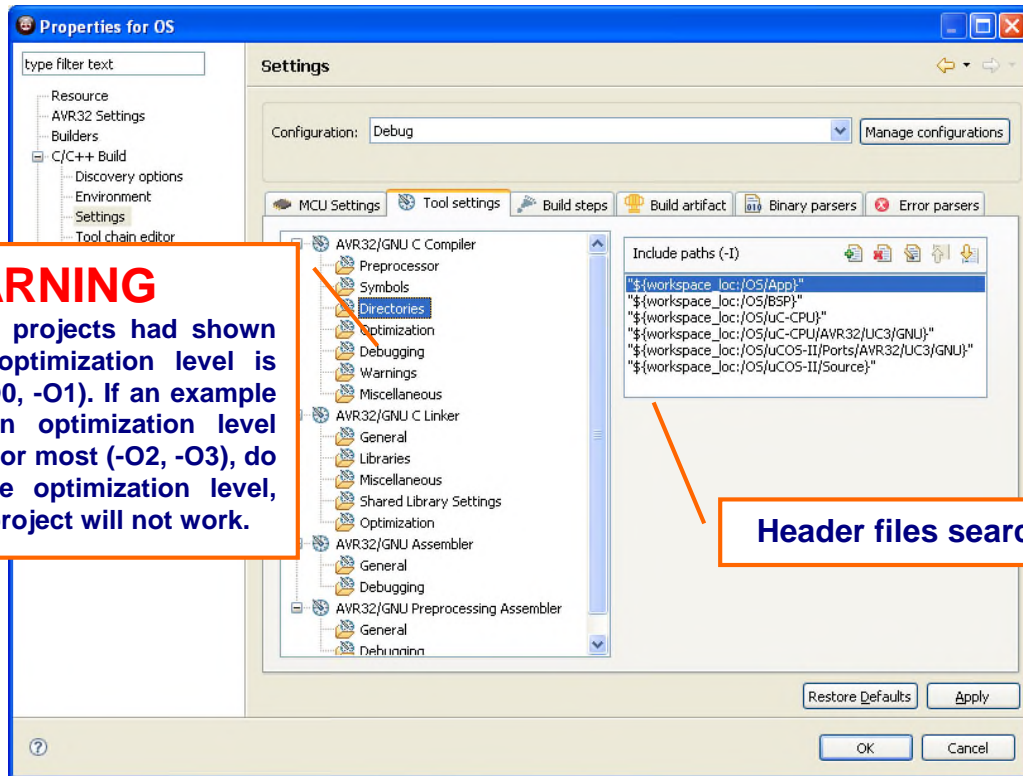 Properties for OS
type filter text
Settings
Resource
AVR32 Settings
Builders
C/C++ Build
Discovery options
Environment
Settings
Tool chain editor
Configuration: Debug
Manage configurations
MCU Settings
Tool settings
Build steps
Build artifact
Binary parsers
Error parsers
AVR32/GNU C Compiler
Preprocessor
Symbols
Directories
Optimization
Debugging
Warnings
Miscellaneous
AVR32/GNU C Linker
General
Libraries
Miscellaneous
Shared Library Settings
Optimization
AVR32/GNU Assembler
General
Debugging
AVR32/GNU Preprocessing Assembler
General
Debugging
Include paths (-I)
"${workspace_loc:/OS/App}"
"${workspace_loc:/OS/BSP}"
"${workspace_loc:/OS/uC-CPU}"
"${workspace_loc:/OS/uC-CPU/AVR32/UC3/GNU}"
"${workspace_loc:/OS/uCOS-II/Ports/AVR32/UC3/GNU}"
"${workspace_loc:/OS/uCOS-II/Source}"
ARNING
projects had shown
optimization level is
0, -O1). If an example
n optimization level
or most (-O2, -O3), do
e optimization level,
project will not work.
Header files searc
Restore Defaults
Apply
OK
Cancel